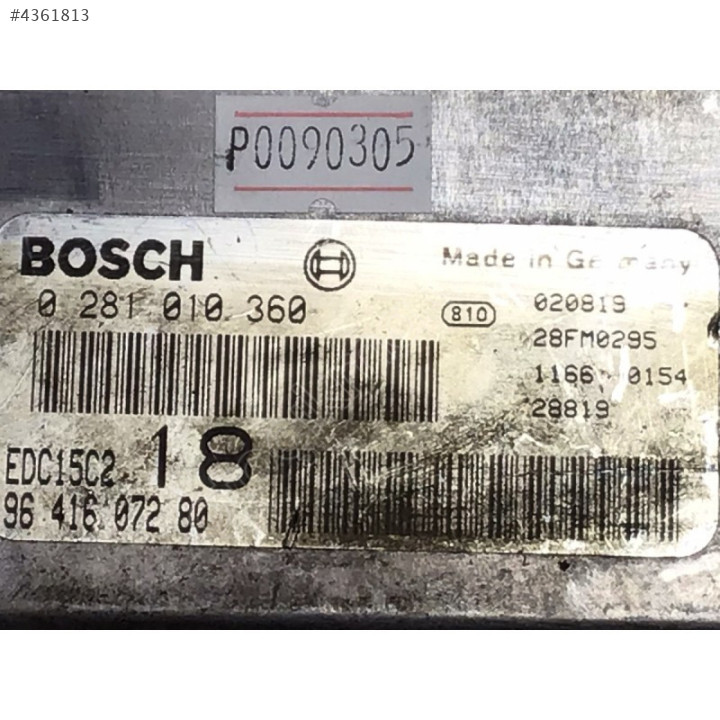 #4361813
P0090305
BOSCH
Made in Germany
0 281 010 360
810
020819
28FM0295
1166 0154
28819
EDC15C2 18
96 416 072 80